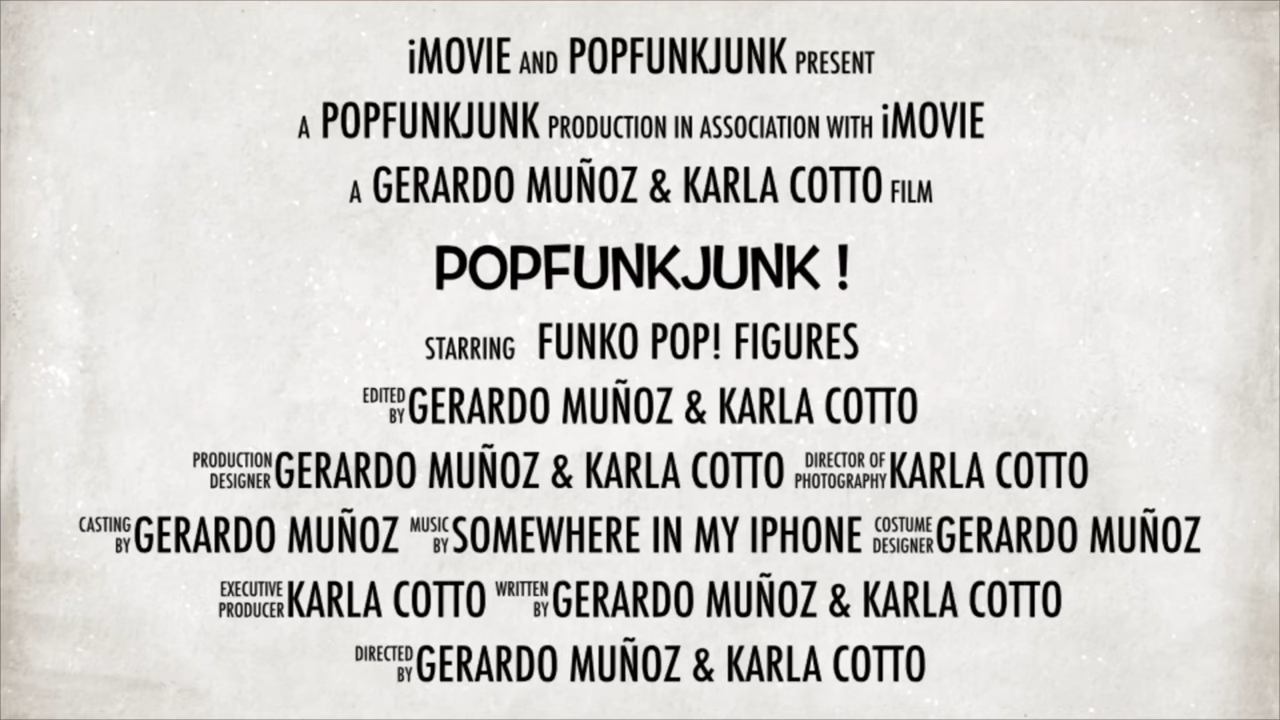 iMOVIE AND POPFUNKJUNK PRESENT
A POPFUNKJUNK PRODUCTION IN ASSOCIATION WITH iMOVIE
A GERARDO MUÑOZ & KARLA COTTO FILM
POPFUNKJUNK !
STARRING FUNKO POP! FIGURES
EDITED BY GERARDO MUÑOZ & KARLA COTTO
PRODUCTION DESIGNER GERARDO MUÑOZ & KARLA COTTO DIRECTOR OF PHOTOGRAPHY KARLA COTTO
CASTING BY GERARDO MUÑOZ MUSIC BY SOMEWHERE IN MY IPHONE COSTUME DESIGNER GERARDO MUÑOZ
EXECUTIVE PRODUCER KARLA COTTO WRITTEN BY GERARDO MUÑOZ & KARLA COTTO
DIRECTED BY GERARDO MUÑOZ & KARLA COTTO